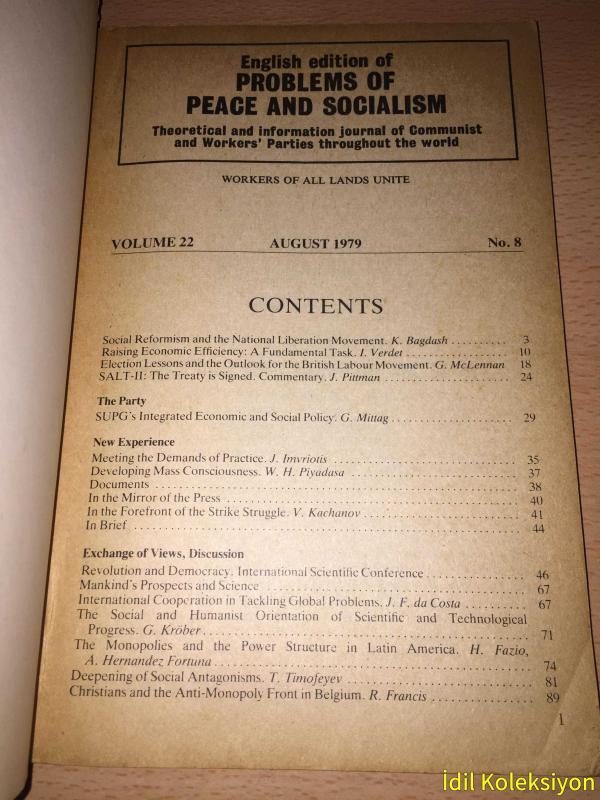 English edition of
PROBLEMS OF
PEACE AND SOCIALISM
Theoretical and information journal of Communist
and Workers' Parties throughout the world
WORKERS OF ALL LANDS UNITE
VOLUME 22 AUGUST 1979 No. 8
CONTENTS
Social Reformism and the National Liberation Movement. K. Bagdash .......... 3
Raising Economic Efficiency: A Fundamental Task. I. Verdet .......... 10
Election Lessons and the Outlook for the British Labour Movement. G. McLennan 18
SALT-II: The Treaty is Signed. Commentary. J. Pittman .......... 24
The Party
SUPG's Integrated Economic and Social Policy. G. Mittag .......... 29
New Experience
Meeting the Demands of Practice. J. Imvriotis .......... 35
Developing Mass Consciousness. W. H. Piyadasa .......... 37
Documents .......... 38
In the Mirror of the Press .......... 40
In the Forefront of the Strike Struggle. V. Kachanov .......... 41
In Brief .......... 44
Exchange of Views, Discussion
Revolution and Democracy. International Scientific Conference .......... 46
Mankind's Prospects and Science .......... 67
International Cooperation in Tackling Global Problems. J. F. da Costa .......... 67
The Social and Humanist Orientation of Scientific and Technological
Progress. G. Kröber .......... 71
The Monopolies and the Power Structure in Latin America. H. Fazio,
A. Hernandez Fortuna .......... 74
Deepening of Social Antagonisms. T. Timofeyev .......... 81
Christians and the Anti-Monopoly Front in Belgium. R. Francis .......... 89
1
İdil Koleksiyon